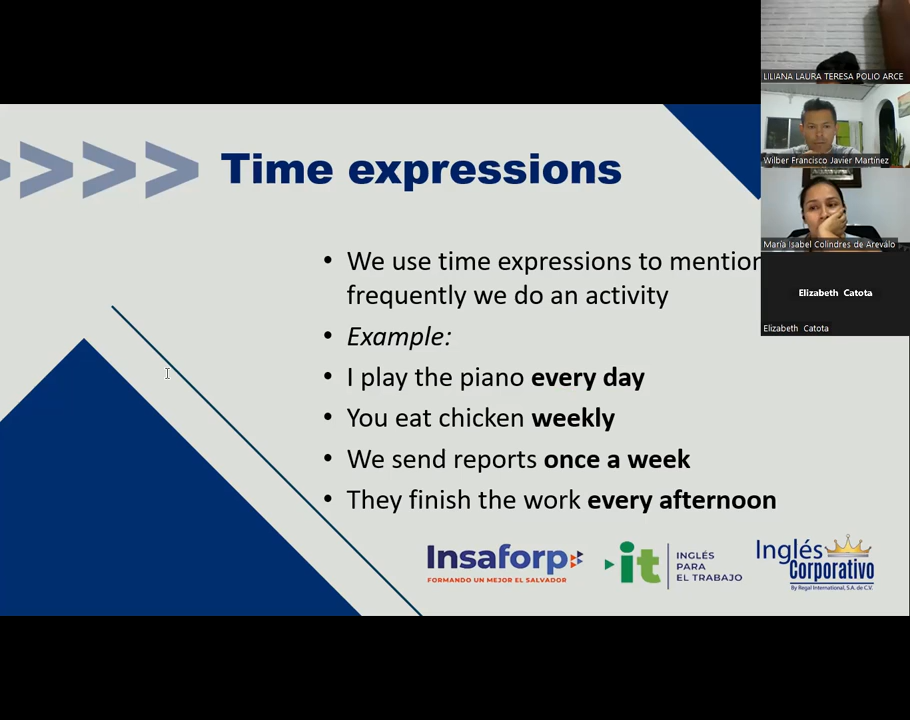 >>>>
Time expressions
• We use time expressions to mention
frequently we do an activity
• Example:
• I play the piano every day
• You eat chicken weekly
• We send reports once a week
• They finish the work every afternoon
Insaforp
FORMANDO UN MEJOR EL SALVADOR
it
INGLÉS
PARA
EL TRABAJO
Inglés
Corporativo
By Regal International, S.A. de C.V.
LILIANA LAURA TERESA POLIO ARCE
Wilber Francisco Javier Martínez
María Isabel Colindres de Arevalo
Elizabeth Catota
Elizabeth Catota